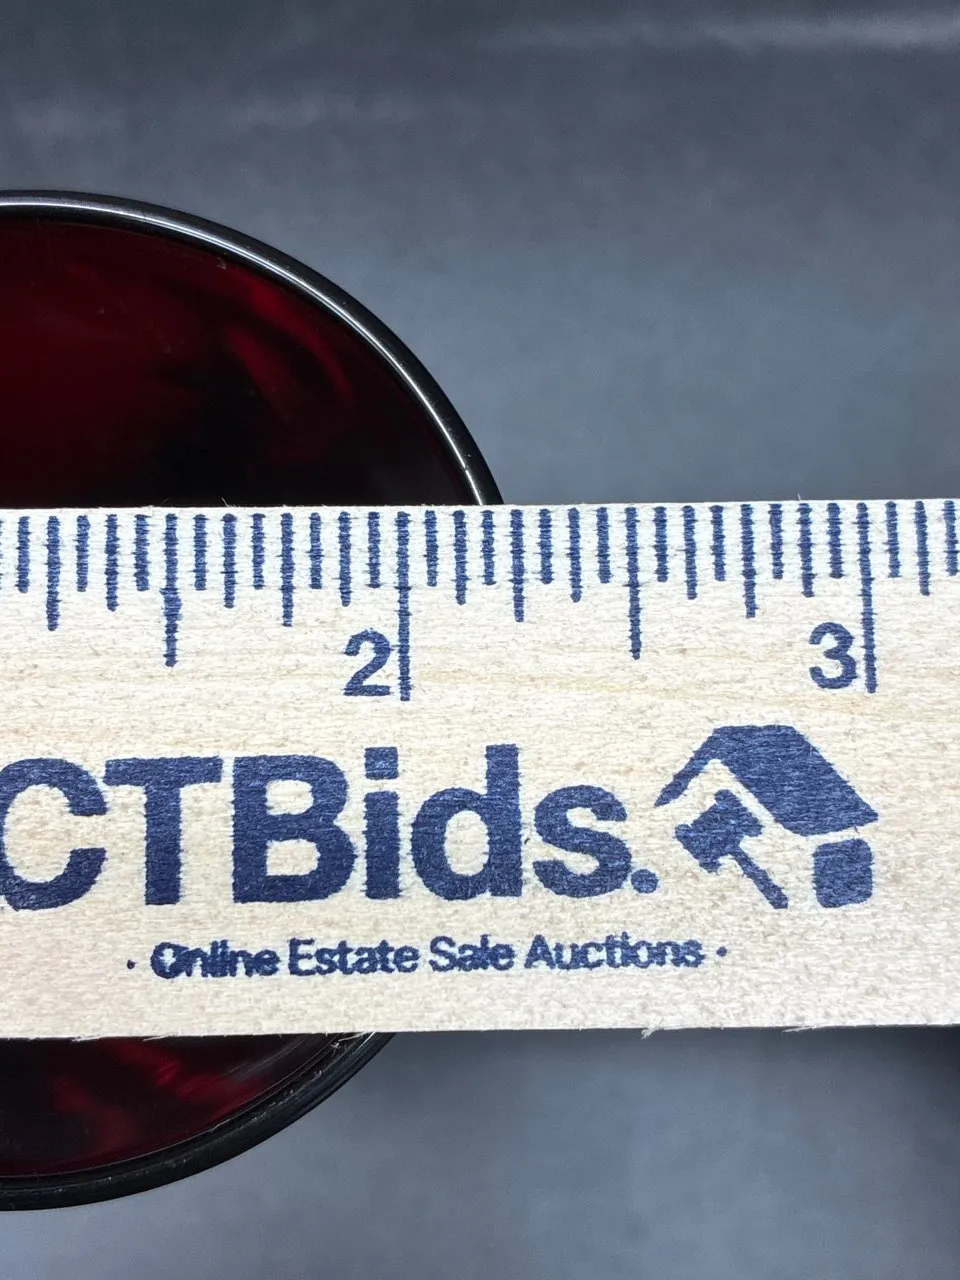 2 3
CTBids.
· Online Estate Sale Auctions ·